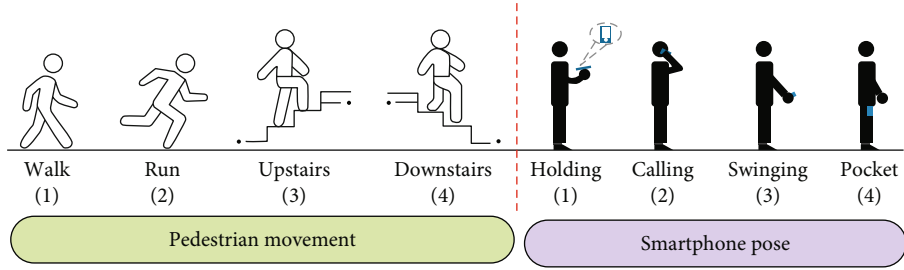 Walk Run Upstairs Downstairs Holding Calling Swinging Pocket
(1) (2) (3) (4) (1) (2) (3) (4)
Pedestrian movement Smartphone pose